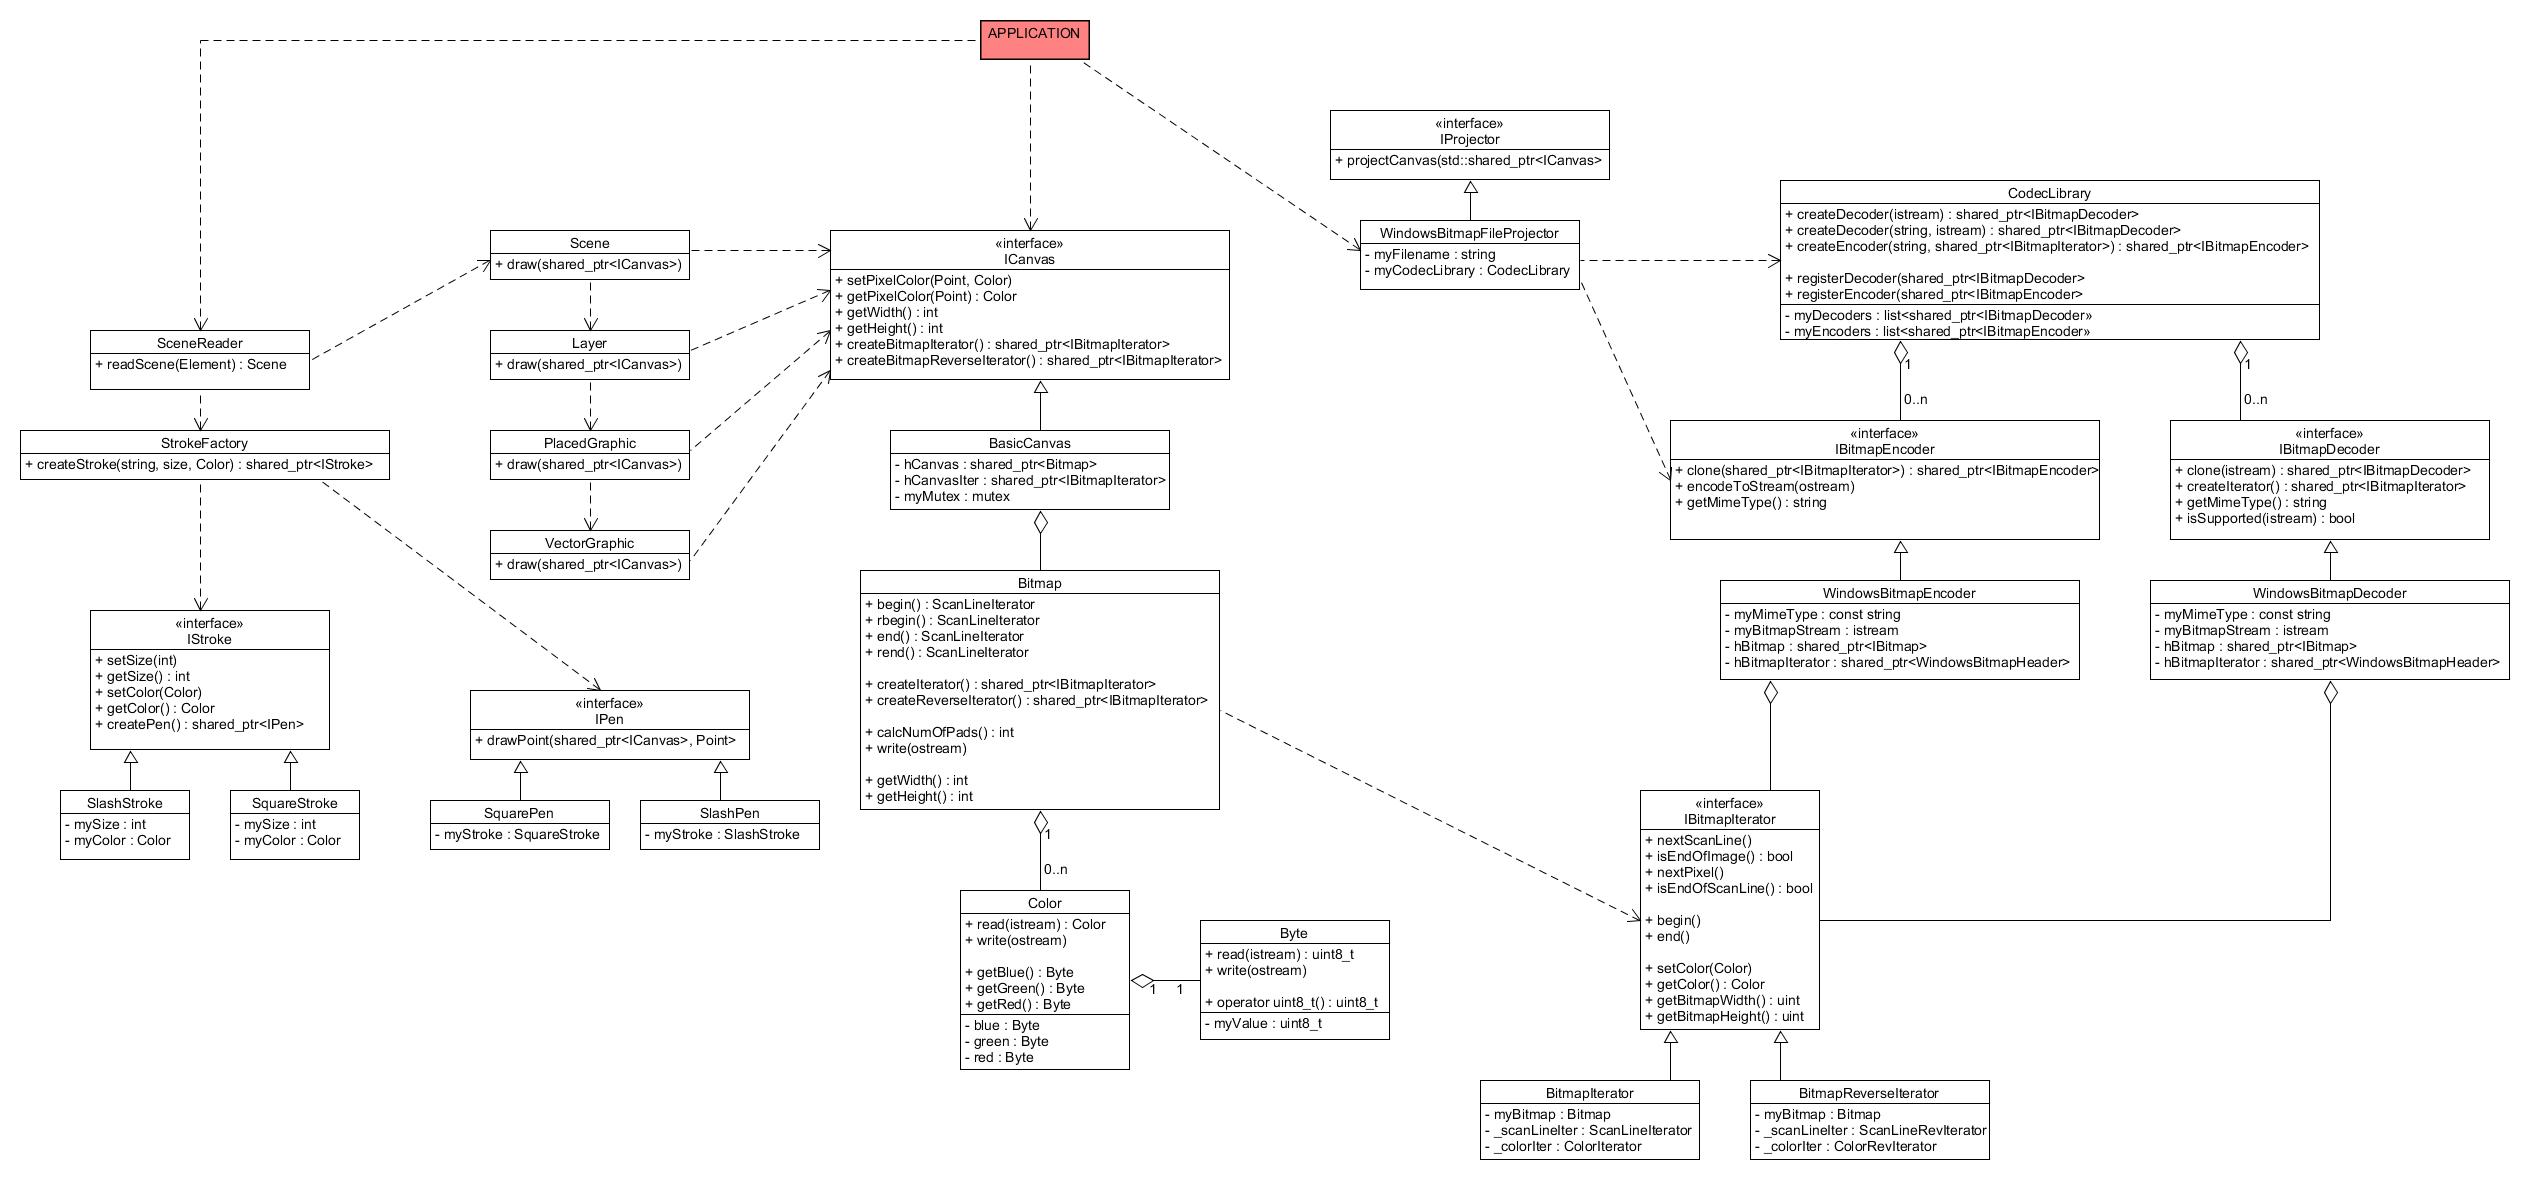 APPLICATION
«interface»
IProjector
+ projectCanvas(std::shared_ptr<ICanvas>
WindowsBitmapFileProjector
- myFilename : string
- myCodecLibrary : CodecLibrary
CodecLibrary
+ createDecoder(istream) : shared_ptr<IBitmapDecoder>
+ createDecoder(string, istream) : shared_ptr<IBitmapDecoder>
+ createEncoder(string, shared_ptr<IBitmapIterator>) : shared_ptr<IBitmapEncoder>
+ registerDecoder(shared_ptr<IBitmapDecoder>
+ registerEncoder(shared_ptr<IBitmapEncoder>
- myDecoders : list<shared_ptr<IBitmapDecoder»
- myEncoders : list<shared_ptr<IBitmapEncoder»
1
0..n
1
0..n
Scene
+ draw(shared_ptr<ICanvas>)
Layer
+ draw(shared_ptr<ICanvas>)
PlacedGraphic
+ draw(shared_ptr<ICanvas>)
VectorGraphic
+ draw(shared_ptr<ICanvas>)
«interface»
ICanvas
+ setPixelColor(Point, Color)
+ getPixelColor(Point) : Color
+ getWidth() : int
+ getHeight() : int
+ createBitmapIterator() : shared_ptr<IBitmapIterator>
+ createBitmapReverseIterator() : shared_ptr<IBitmapIterator>
SceneReader
+ readScene(Element) : Scene
StrokeFactory
+ createStroke(string, size, Color) : shared_ptr<IStroke>
BasicCanvas
- hCanvas : shared_ptr<Bitmap>
- hCanvasIter : shared_ptr<IBitmapIterator>
- myMutex : mutex
«interface»
IBitmapEncoder
+ clone(shared_ptr<IBitmapIterator>) : shared_ptr<IBitmapEncoder>
+ encodeToStream(ostream)
+ getMimeType() : string
«interface»
IBitmapDecoder
+ clone(istream) : shared_ptr<IBitmapDecoder>
+ createIterator() : shared_ptr<IBitmapIterator>
+ getMimeType() : string
+ isSupported(istream) : bool
WindowsBitmapEncoder
- myMimeType : const string
- myBitmapStream : istream
- hBitmap : shared_ptr<IBitmap>
- hBitmapIterator : shared_ptr<WindowsBitmapHeader>
WindowsBitmapDecoder
- myMimeType : const string
- myBitmapStream : istream
- hBitmap : shared_ptr<IBitmap>
- hBitmapIterator : shared_ptr<WindowsBitmapHeader>
Bitmap
+ begin() : ScanLineIterator
+ rbegin() : ScanLineIterator
+ end() : ScanLineIterator
+ rend() : ScanLineIterator
+ createIterator() : shared_ptr<IBitmapIterator>
+ createReverseIterator() : shared_ptr<IBitmapIterator>
+ calcNumOfPads() : int
+ write(ostream)
+ getWidth() : int
+ getHeight() : int
1
0..n
«interface»
IStroke
+ setSize(int)
+ getSize() : int
+ setColor(Color)
+ getColor() : Color
+ createPen() : shared_ptr<IPen>
SlashStroke
- mySize : int
- myColor : Color
SquareStroke
- mySize : int
- myColor : Color
«interface»
IPen
+ drawPoint(shared_ptr<ICanvas>, Point>
SquarePen
- myStroke : SquareStroke
SlashPen
- myStroke : SlashStroke
Color
+ read(istream) : Color
+ write(ostream)
+ getBlue() : Byte
+ getGreen() : Byte
+ getRed() : Byte
- blue : Byte
- green : Byte
- red : Byte
1
1
Byte
+ read(istream) : uint8_t
+ write(ostream)
+ operator uint8_t() : uint8_t
- myValue : uint8_t
«interface»
IBitmapIterator
+ nextScanLine()
+ isEndOfImage() : bool
+ nextPixel()
+ isEndOfScanLine() : bool
+ begin()
+ end()
+ setColor(Color)
+ getColor() : Color
+ getBitmapWidth() : uint
+ getBitmapHeight() : uint
BitmapIterator
- myBitmap : Bitmap
- _scanLineIter : ScanLineIterator
- _colorIter : ColorIterator
BitmapReverseIterator
- myBitmap : Bitmap
- _scanLineIter : ScanLineRevIterator
- _colorIter : ColorRevIterator